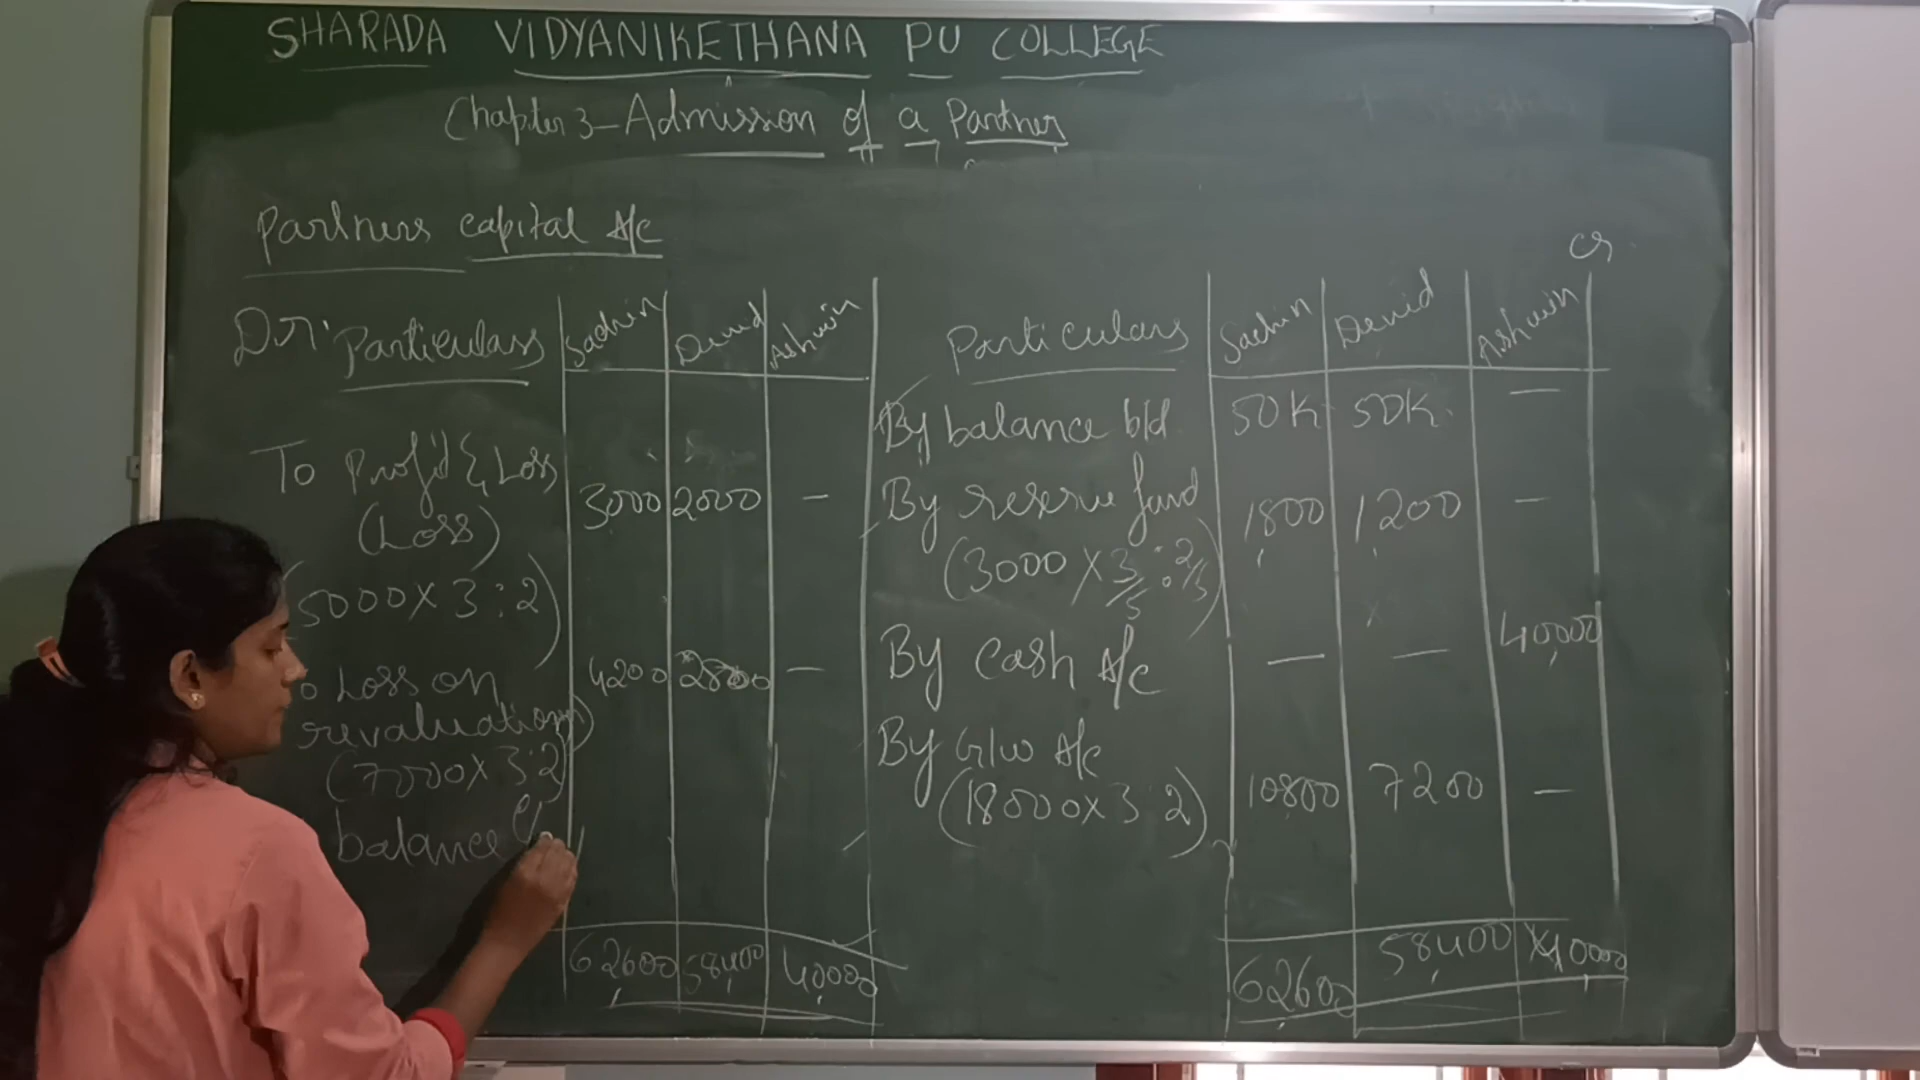 SHARADA VIDYANIKETHANA PU COLLEGE
Chapter 3 - Admission of a Partner
Partners capital A/c
Cr
Dr. Particulars Sachin Devid Ashwin Particulars Sachin Devid Ashwin
By balance b/d 50K 50K. —
To Profit & Loss (Loss) 3000 2000 — By reserve fund 1800 1200 —
(5000 X 3:2) (3000 X 3/5 : 2/5)
To Loss on revaluation 4200 2800 — By Cash A/c — — 40,000
(7000 X 3:2) By G/w A/c
(18000 X 3:2) 10800 7200 —
balance
62600 58400 40000 62600 58400 40000